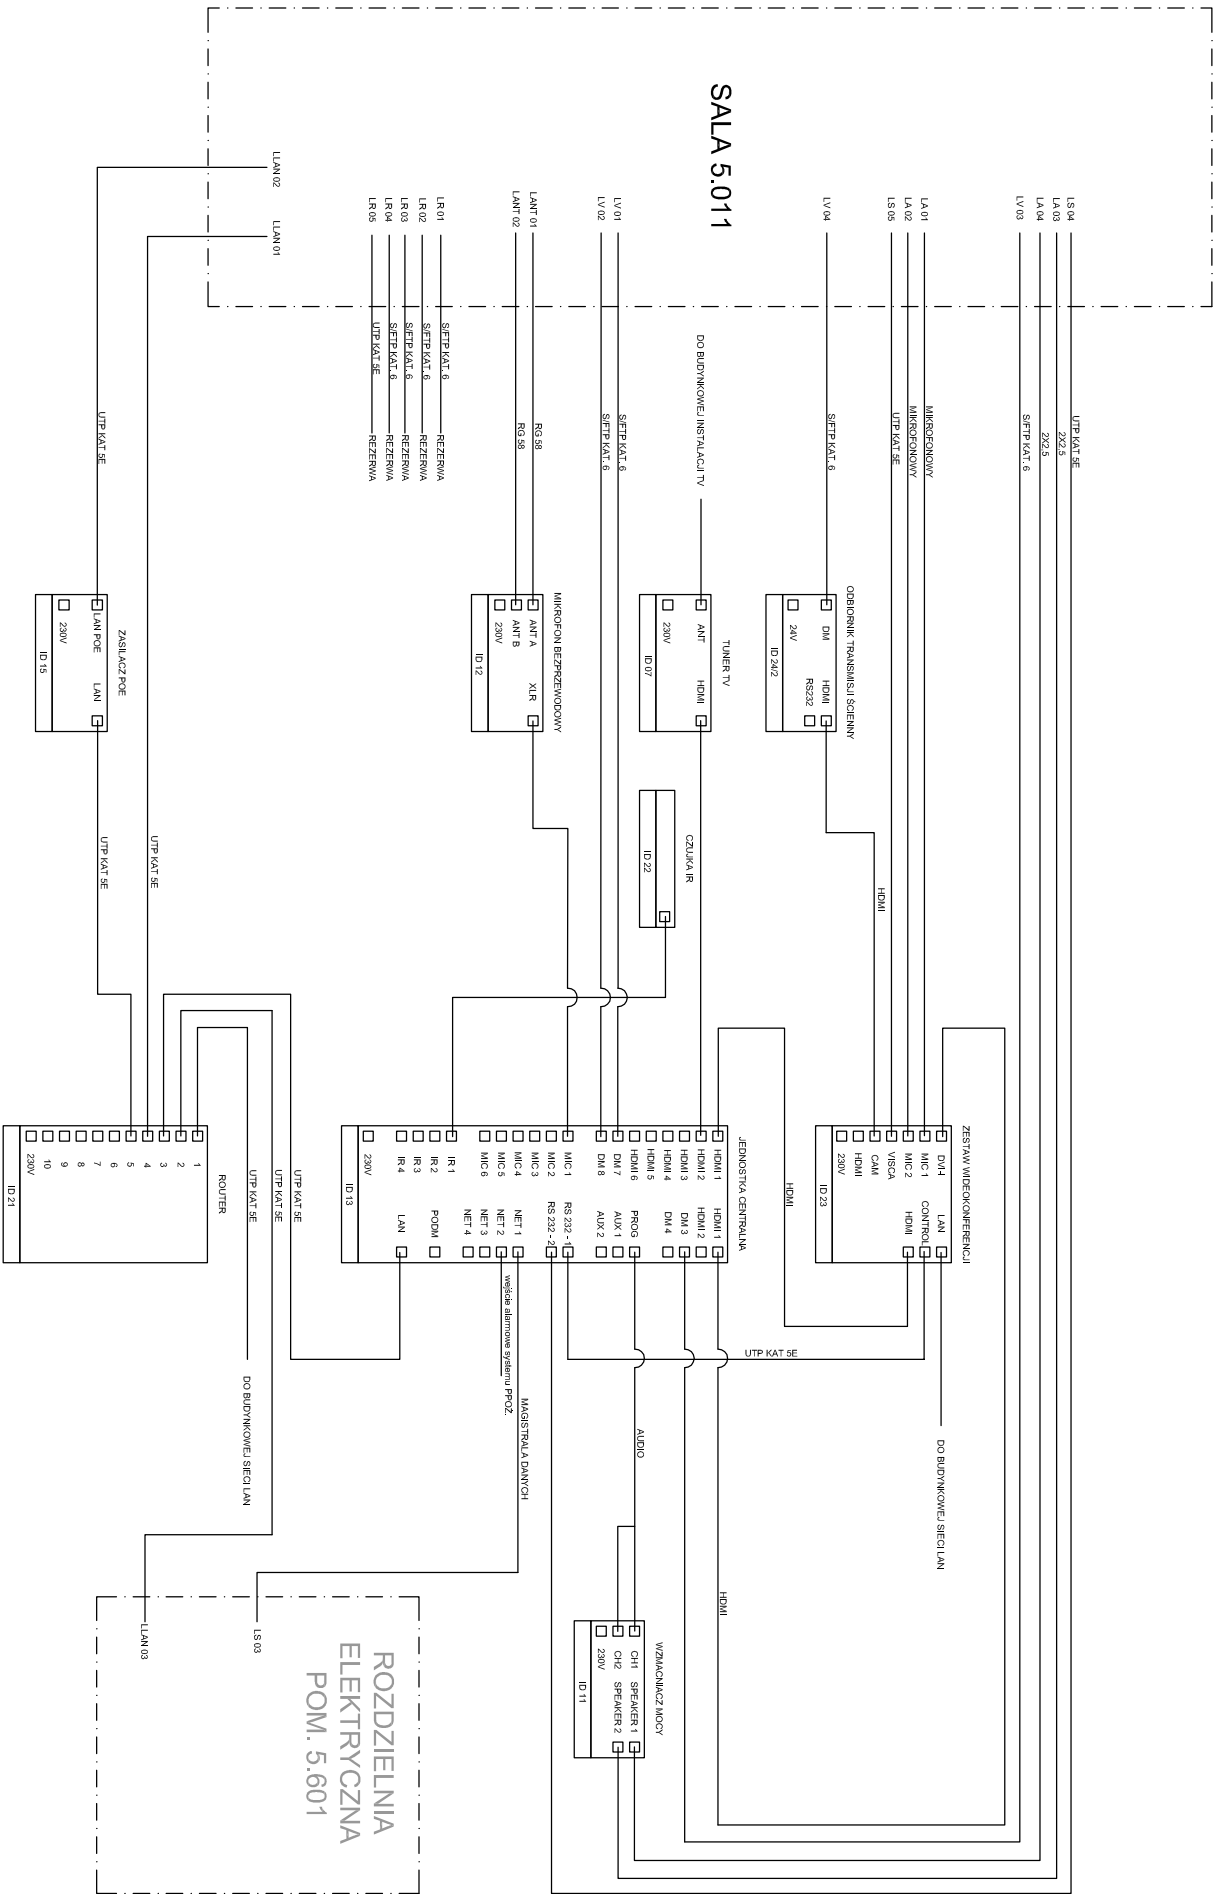 SALA 5.011
LS 04
LA 03
LA 04
LV 03
LA 01
LA 02
LS 05
LV 04
LV 01
LV 02
LANT 01
LANT 02
LR 01
LR 02
LR 03
LR 04
LR 05
LLAN 01
LLAN 02
UTP KAT 5E
2X2,5
2X2,5
S/FTP KAT. 6
MIKROFONOWY
MIKROFONOWY
UTP KAT 5E
S/FTP KAT. 6
DO BUDYNKOWEJ INSTALACJI TV
S/FTP KAT. 6
S/FTP KAT. 6
RG 58
RG 58
S/FTP KAT. 6
REZERWA
S/FTP KAT. 6
REZERWA
S/FTP KAT. 6
REZERWA
S/FTP KAT. 6
REZERWA
UTP KAT 5E
REZERWA
UTP KAT 5E
ODBIORNIK TRANSMISJI ŚCIENNY
DM
HDMI
24V
RS232
ID 24/2
TUNER TV
ANT
HDMI
230V
ID 07
MIKROFON BEZPRZEWODOWY
ANT A
XLR
ANT B
230V
ID 12
ZASILACZ POE
LAN POE
LAN
230V
ID 15
CZUJKA IR
ID 22
HDMI
UTP KAT 5E
UTP KAT 5E
ZESTAW WIDEOKONFERENCJI
DVI-I
LAN
MIC 1
CONTROL
MIC 2
HDMI
VISCA
CAM
HDMI
230V
ID 23
HDMI
JEDNOSTKA CENTRALNA
HDMI 1
HDMI 1
HDMI 2
HDMI 2
HDMI 3
DM 3
HDMI 4
DM 4
HDMI 5
HDMI 6
PROG
DM 7
AUX 1
DM 8
AUX 2
MIC 1
RS 232 - 1
MIC 2
RS 232 - 2
MIC 3
MIC 4
NET 1
MIC 5
NET 2
MIC 6
NET 3
NET 4
IR 1
IR 2
PODM
IR 3
IR 4
LAN
230V
ID 13
ROUTER
1
2
3
4
5
6
7
8
9
10
230V
ID 21
UTP KAT 5E
UTP KAT 5E
UTP KAT 5E
UTP KAT 5E
wejście alarmowe systemu PPOŻ.
MAGISTRALA DANYCH
AUDIO
HDMI
DO BUDYNKOWEJ SIECI LAN
DO BUDYNKOWEJ SIECI LAN
WZMACNIACZ MOCY
CH1
SPEAKER 1
CH2
SPEAKER 2
230V
ID 11
LS 03
LLAN 03
ROZDZIELNIA
ELEKTRYCZNA
POM. 5.601